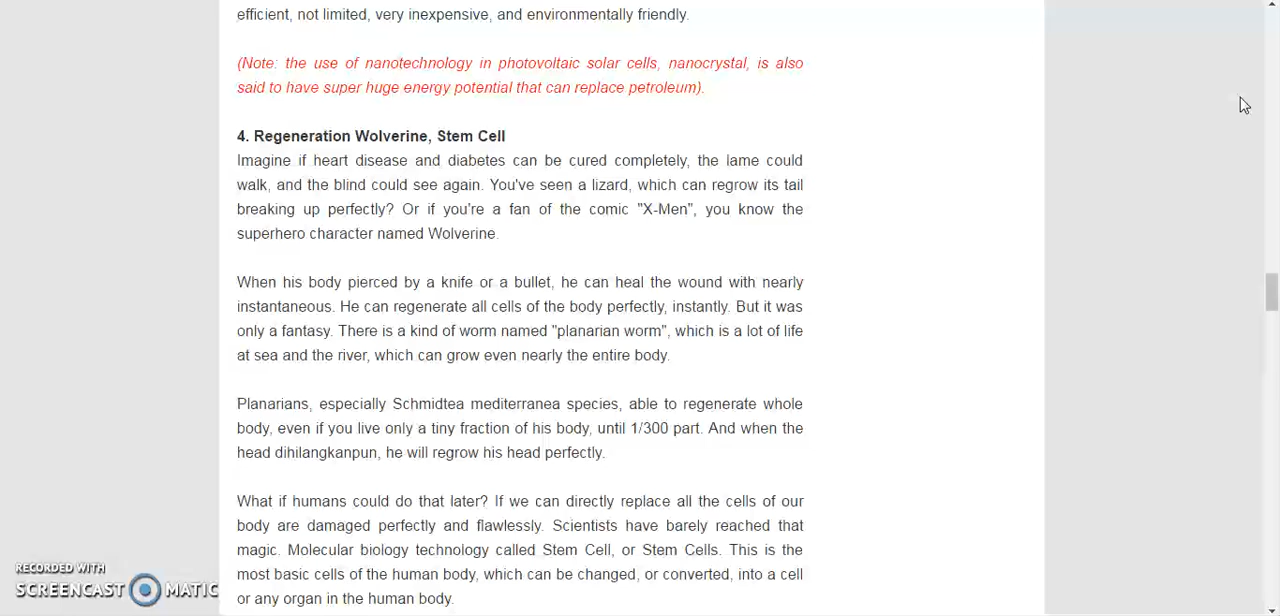 efficient, not limited, very inexpensive, and environmentally friendly.
(Note: the use of nanotechnology in photovoltaic solar cells, nanocrystal, is also
said to have super huge energy potential that can replace petroleum).
4. Regeneration Wolverine, Stem Cell
Imagine if heart disease and diabetes can be cured completely, the lame could
walk, and the blind could see again. You've seen a lizard, which can regrow its tail
breaking up perfectly? Or if you're a fan of the comic "X-Men", you know the
superhero character named Wolverine.
When his body pierced by a knife or a bullet, he can heal the wound with nearly
instantaneous. He can regenerate all cells of the body perfectly, instantly. But it was
only a fantasy. There is a kind of worm named "planarian worm", which is a lot of life
at sea and the river, which can grow even nearly the entire body.
Planarians, especially Schmidtea mediterranea species, able to regenerate whole
body, even if you live only a tiny fraction of his body, until 1/300 part. And when the
head dihilangkanpun, he will regrow his head perfectly.
What if humans could do that later? If we can directly replace all the cells of our
body are damaged perfectly and flawlessly. Scientists have barely reached that
magic. Molecular biology technology called Stem Cell, or Stem Cells. This is the
most basic cells of the human body, which can be changed, or converted, into a cell
or any organ in the human body.
RECORDED WITH
SCREENCAST MATIC